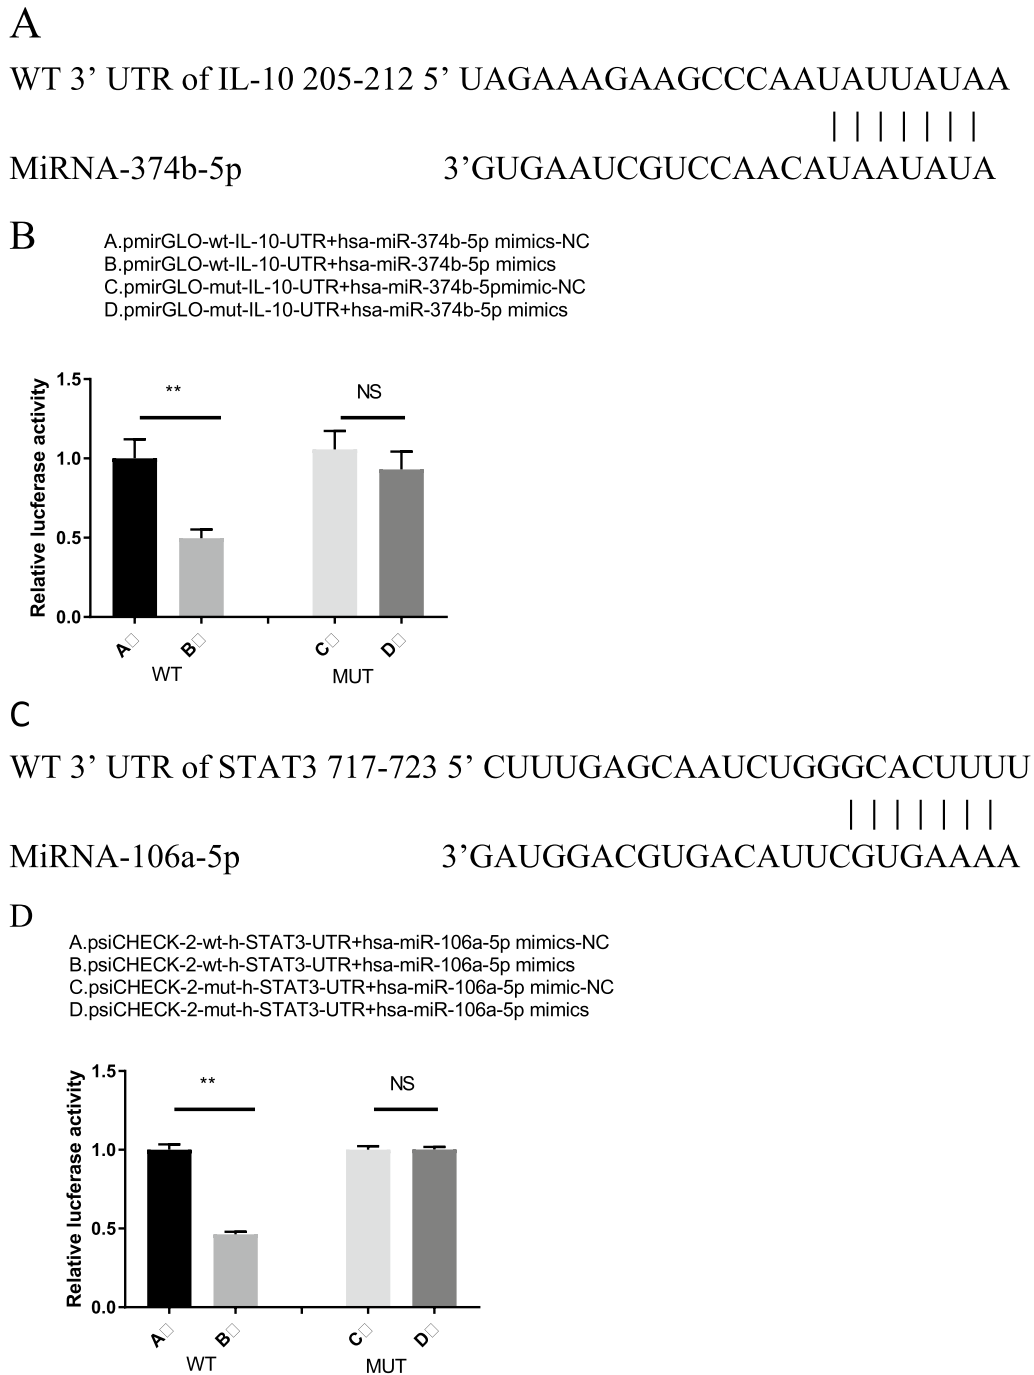 A
WT 3’ UTR of IL-10 205-212 5’ UAGAAAGAAGCCCAAUAUUAUAA
| | | | | | |
MiRNA-374b-5p 3’GUGAAUCGUCCAACAUAAUAUA
B
A.pmirGLO-wt-IL-10-UTR+hsa-miR-374b-5p mimics-NC
B.pmirGLO-wt-IL-10-UTR+hsa-miR-374b-5p mimics
C.pmirGLO-mut-IL-10-UTR+hsa-miR-374b-5pmimic-NC
D.pmirGLO-mut-IL-10-UTR+hsa-miR-374b-5p mimics
Relative lucferase activity
1.5
1.0
0.5
0.0
** NS
A□ B□ C□ D□
WT MUT
C
WT 3’ UTR of STAT3 717-723 5’ CUUUGAGCAAUCUGGGCACUUUU
| | | | | | |
MiRNA-106a-5p 3’GAUGGACGUGACAUUCGUGAAAA
D
A.psiCHECK-2-wt-h-STAT3-UTR+hsa-miR-106a-5p mimics-NC
B.psiCHECK-2-wt-h-STAT3-UTR+hsa-miR-106a-5p mimics
C.psiCHECK-2-mut-h-STAT3-UTR+hsa-miR-106a-5p mimic-NC
D.psiCHECK-2-mut-h-STAT3-UTR+hsa-miR-106a-5p mimics
Relative lucferase activity
1.5
1.0
0.5
0.0
** NS
A□ B□ C□ D□
WT MUT